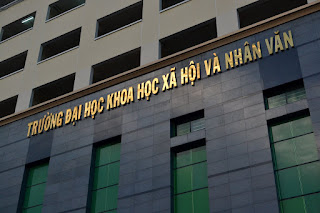 TRƯỜNG ĐẠI HỌC KHOA HỌC XÃ HỘI VÀ NHÂN VĂN